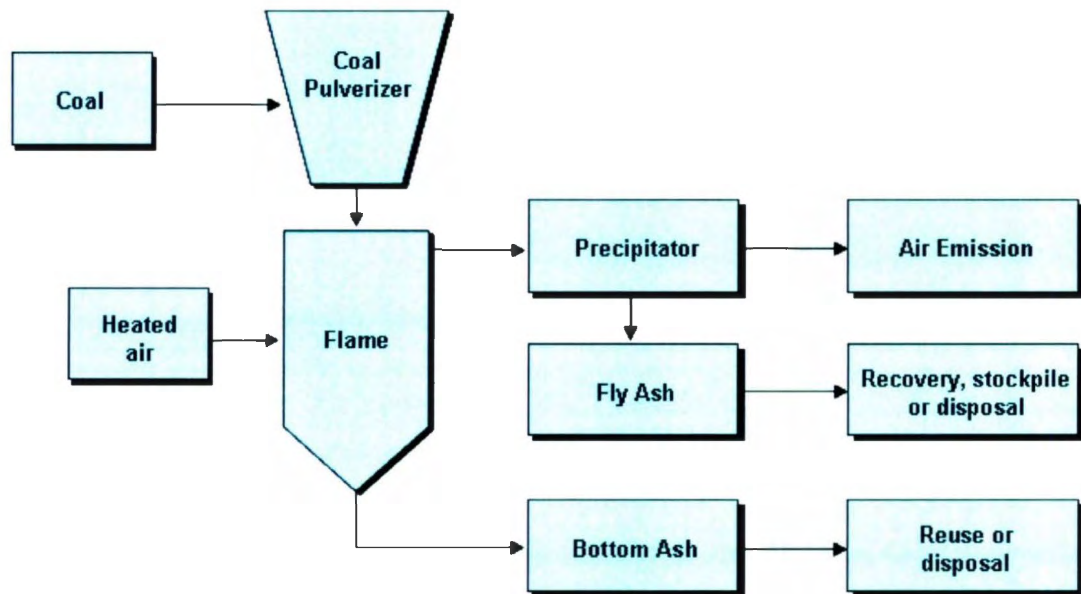 Coal
Pulverizer
Coal
Precipitator
Air Emission
Heated
air
Flame
Fly Ash
Recovery, stockpile
or disposal
Bottom Ash
Reuse or
disposal